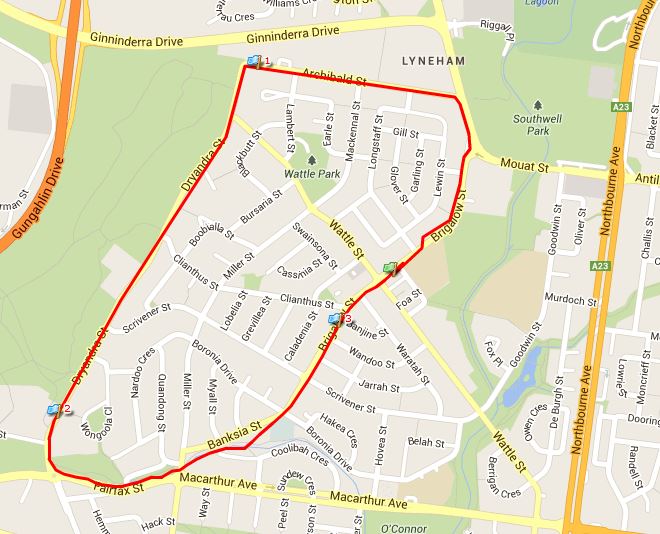 Williams Cres
Lagoon
Riggall Pl
Ginninderra Drive
Ginninderra Drive
Northbourne
LYNEHAM
1
Archibald St
A23
Southwell
Park
Blacket St
Mackennal St
Longstaff St
Gill St
Earle St
Lambert St
Blackbutt St
Dryandra St
Wattle Park
Glover St
Garling St
Lewin St
Mouat St
Antill
Northbourne Ave
Gungahlin Drive
Bursaria St
Brigalow St
Wattle St
Boobialla St
Swainsona St
Goodwin St
Oliver St
Challis St
Miller St
Cassinia St
Clianthus St
A23
Clianthus St
Foa St
Murdoch St
Lobelia St
Grevillea St
Caladenia St
Brigalow St
3
Scrivener St
Dryandra St
Nardoo Cres
Boronia Drive
Wandoo St
Waratah St
Fox Pl
Goodwin St
Jarrah St
Lowrie St
Moncrieff St
Quandong St
Miller St
Myall St
Scrivener St
2
Wongoola Cl
Banksia St
Hakea Cres
Boronia Drive
Hovea St
Belah St
Wattle St
Owen Cres
De Burgh St
Northbourne Ave
Dooring
Randell St
Coolibah Cres
Berrigan Cres
Fairfax St
Macarthur Ave
Macarthur Ave
Way St
Hack St
Peel St
O'Connor